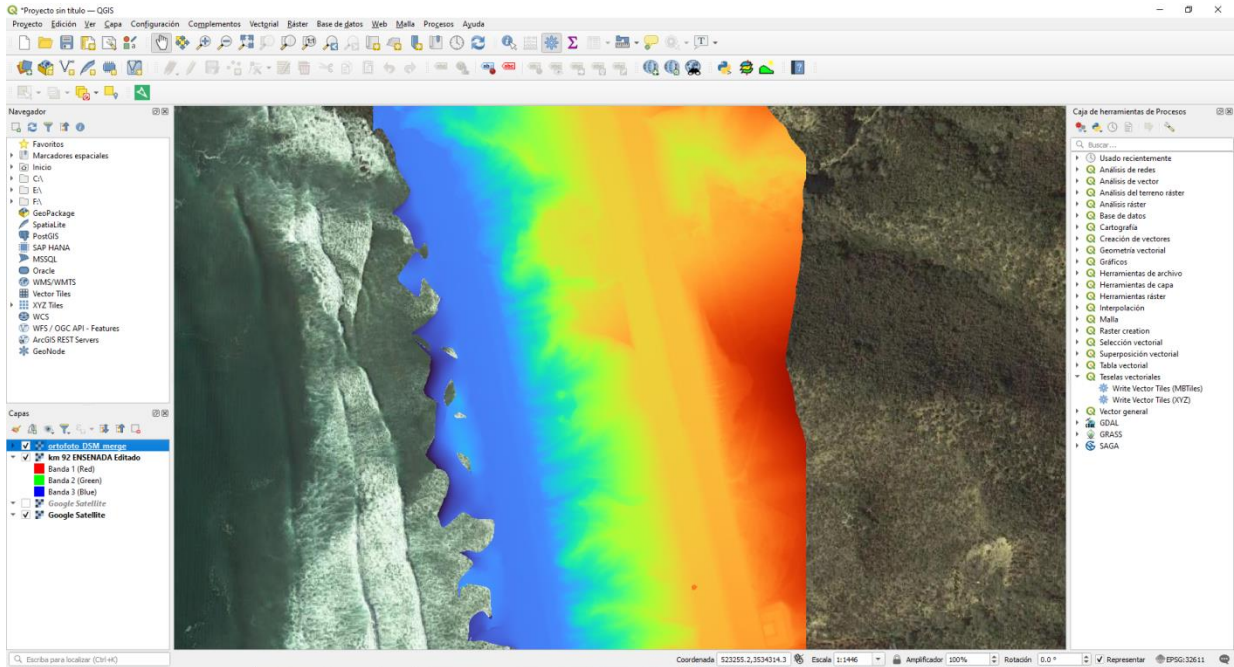 *Proyecto sin título — QGIS
Proyecto Edición Ver Capa Configuración Complementos Vectorial Ráster Base de datos Web Malla Procesos Ayuda
Navegador
Favoritos
Marcadores espaciales
Inicio
C:\
E:\
F:\
GeoPackage
SpatiaLite
PostGIS
SAP HANA
MSSQL
Oracle
WMS/WMTS
Vector Tiles
XYZ Tiles
WCS
WFS / OGC API - Features
ArcGIS REST Servers
GeoNode
Capas
ortofoto_DSM_merge
km 92 ENSENADA Editado
Banda 1 (Red)
Banda 2 (Green)
Banda 3 (Blue)
Google Satellite
Google Satellite
Caja de herramientas de Procesos
Buscar...
Usado recientemente
Análisis de redes
Análisis de vector
Análisis del terreno ráster
Análisis ráster
Base de datos
Cartografía
Creación de vectores
Geometría vectorial
Gráficos
Herramientas de archivo
Herramientas de capa
Herramientas ráster
Interpolación
Malla
Raster creation
Selección vectorial
Superposición vectorial
Tabla vectorial
Teselas vectoriales
Write Vector Tiles (MBTiles)
Write Vector Tiles (XYZ)
Vector general
GDAL
GRASS
SAGA
Escriba para localizar (Ctrl+K)
Coordenada 523255.2,3534314.3 Escala 1:1446 Amplificador 100% Rotación 0.0 ° Representar EPSG:32611